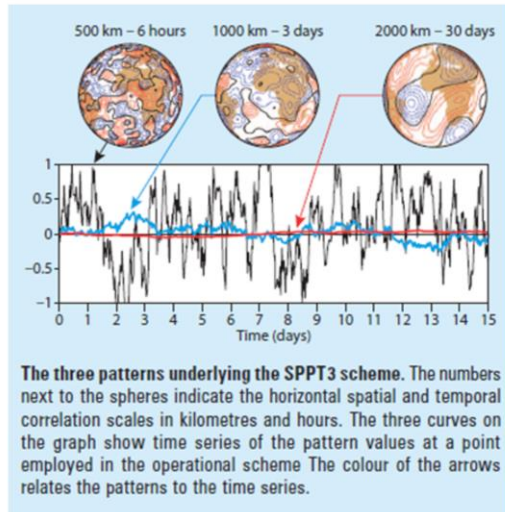 500 km – 6 hours 1000 km – 3 days 2000 km – 30 days
1
0.5
0
−0.5
−1
0 1 2 3 4 5 6 7 8 9 10 11 12 13 14 15
Time (days)
The three patterns underlying the SPPT3 scheme. The numbers
next to the spheres indicate the horizontal spatial and temporal
correlation scales in kilometres and hours. The three curves on
the graph show time series of the pattern values at a point
employed in the operational scheme The colour of the arrows
relates the patterns to the time series.